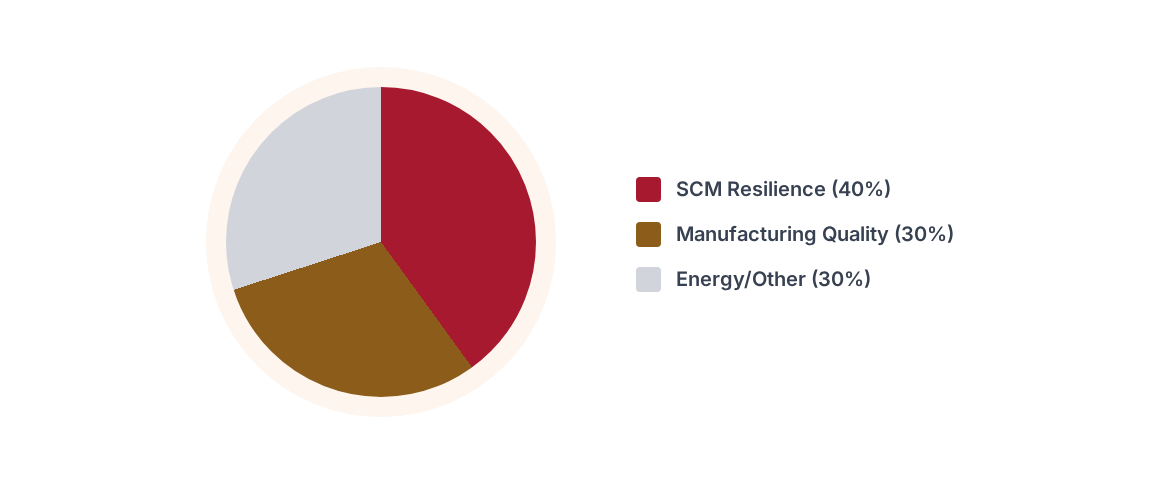 SCM Resilience (40%)
Manufacturing Quality (30%)
Energy/Other (30%)